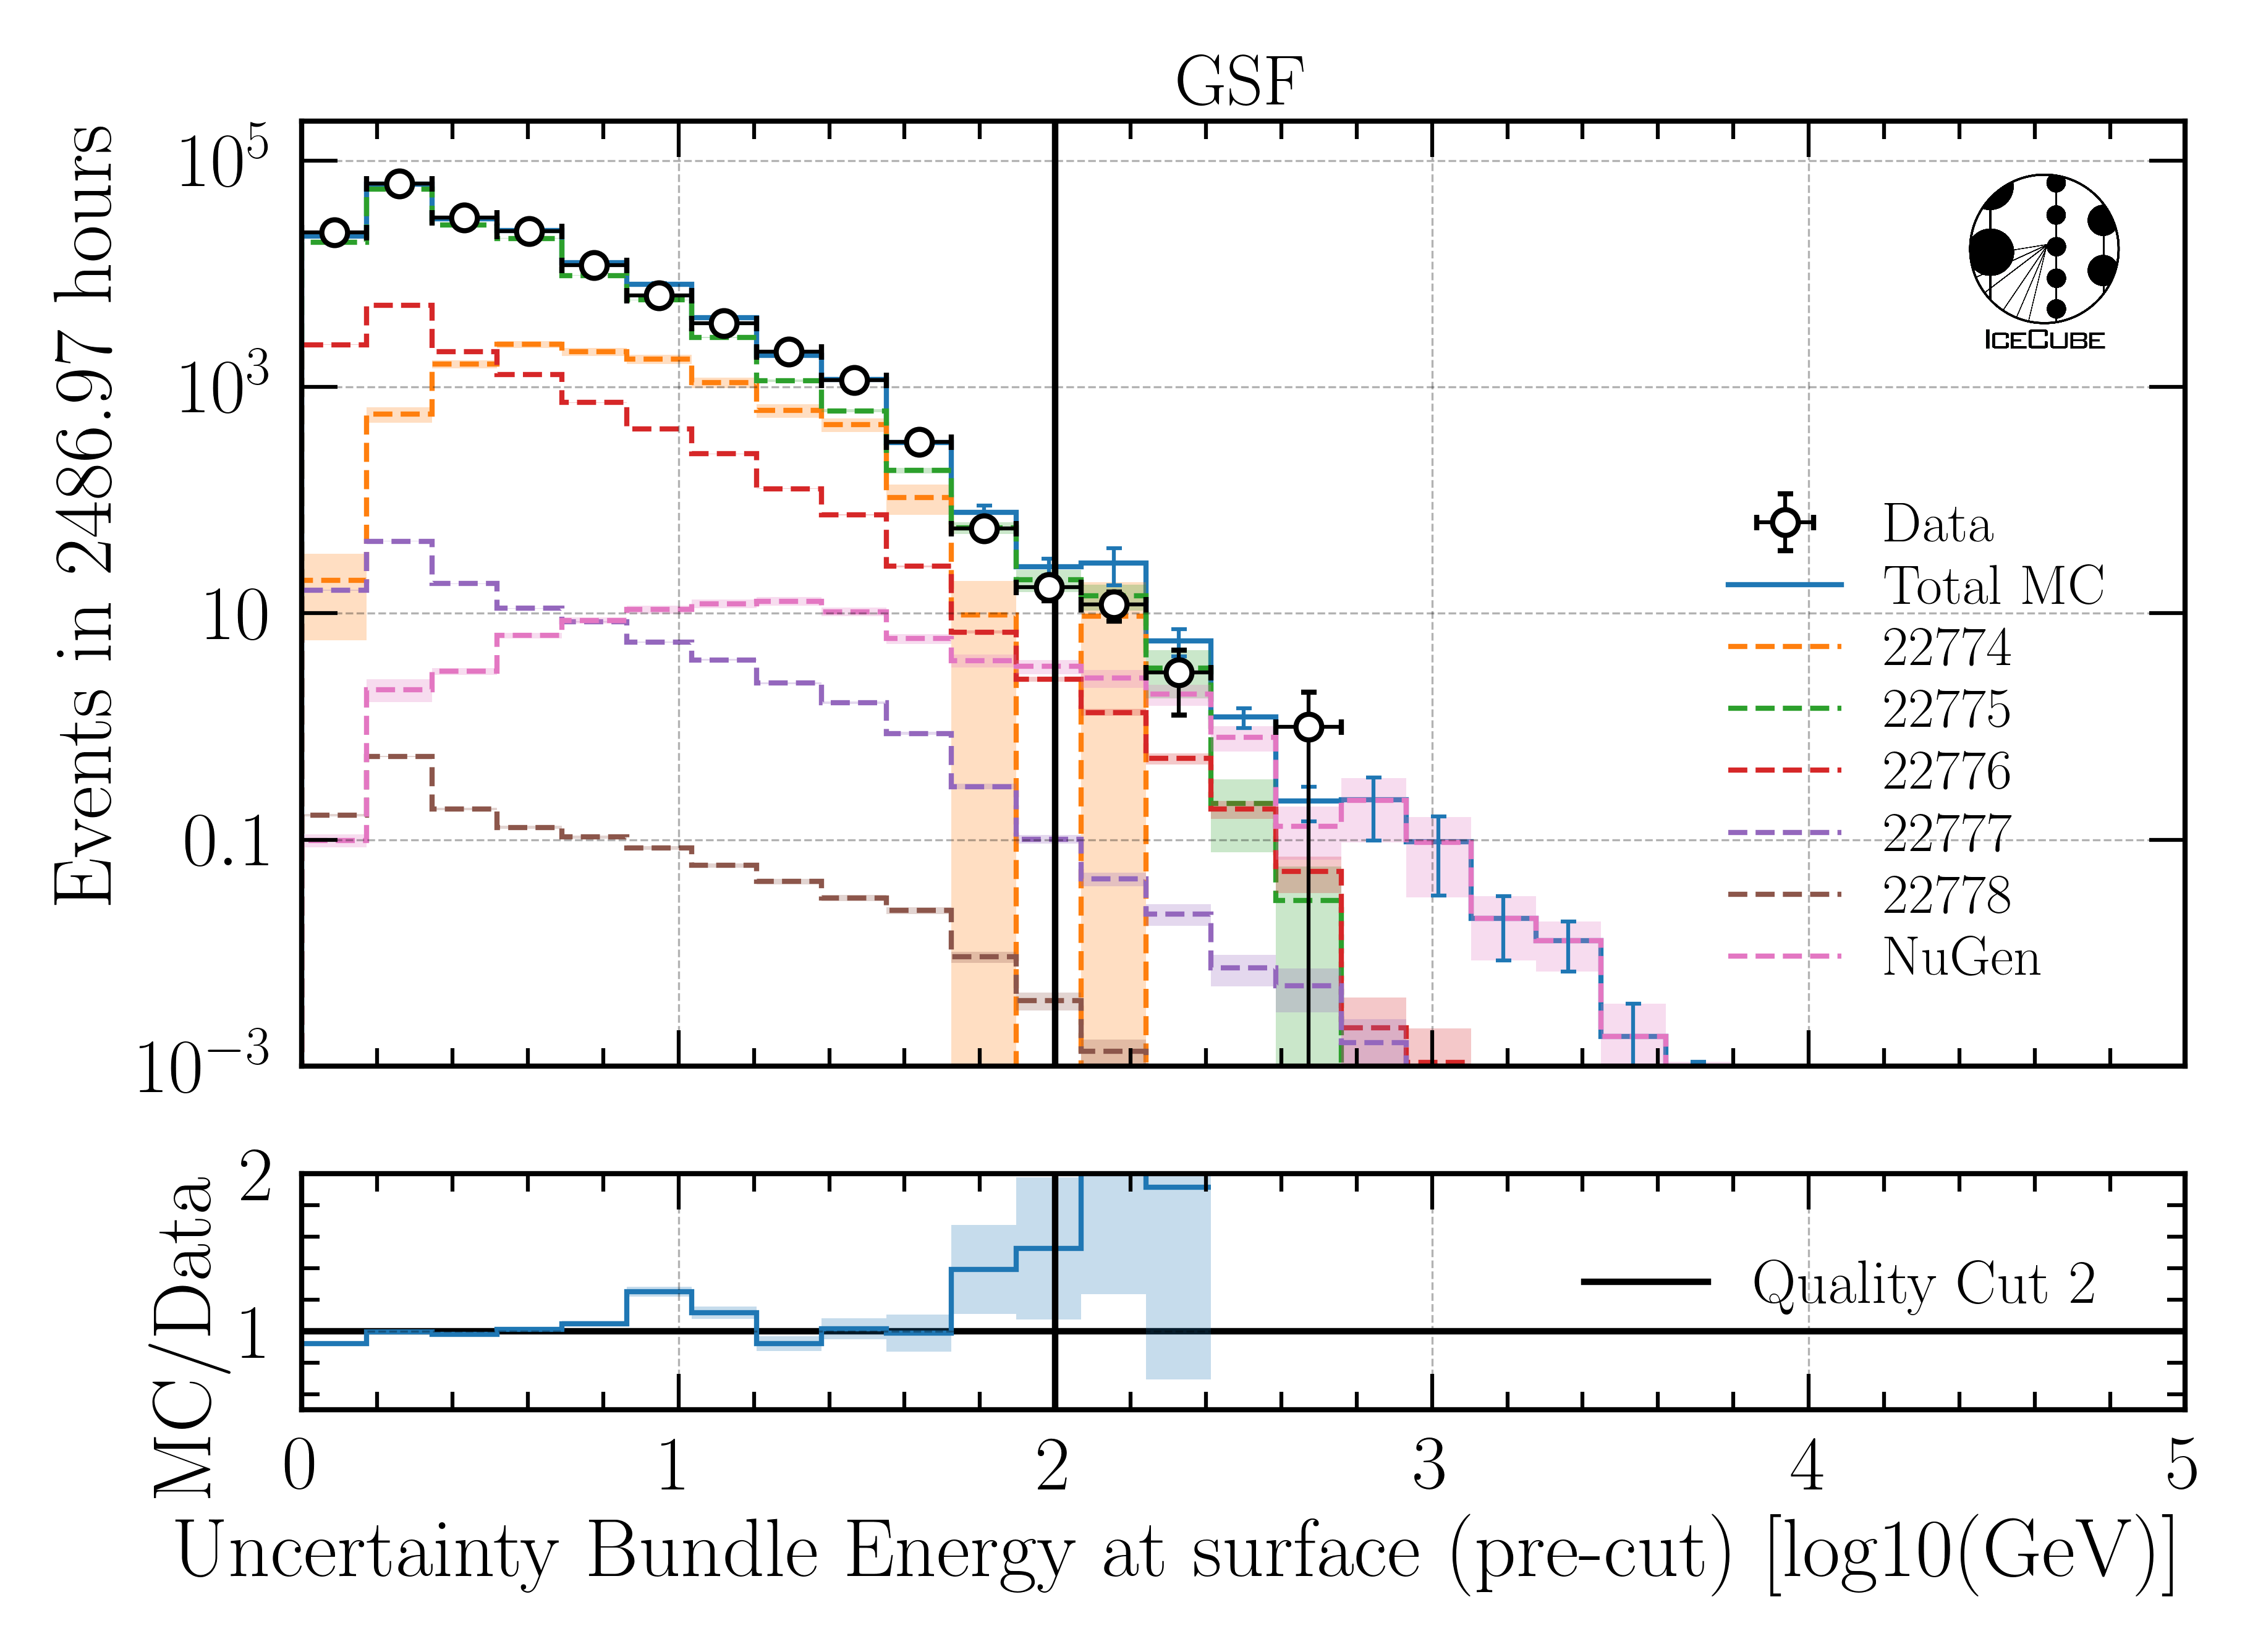 GSF
Events in 2486.97 hours
10^5
10^3
10
0.1
10^−3
ICECUBE
Data
Total MC
22774
22775
22776
22777
22778
NuGen
MC/Data
2
1
Quality Cut 2
0 1 2 3 4 5
Uncertainty Bundle Energy at surface (pre-cut) [log10(GeV)]